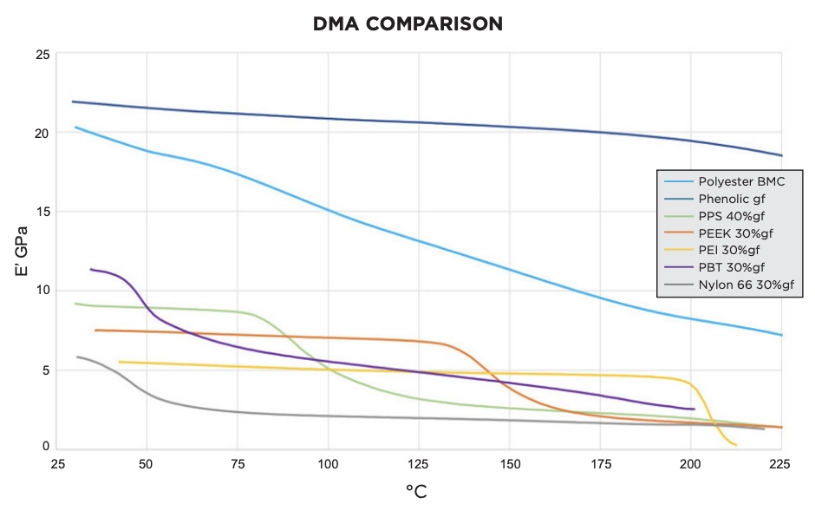 DMA COMPARISON
25
20
15
10
5
0
E' GPa
Polyester BMC
Phenolic gf
PPS 40%gf
PEEK 30%gf
PEI 30%gf
PBT 30%gf
Nylon 66 30%gf
25 50 75 100 125 150 175 200 225
°C